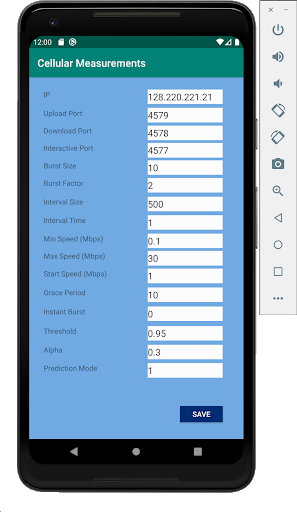 12:00
Cellular Measurements
IP 128.220.221.21
Upload Port 4579
Download Port 4578
Interactive Port 4577
Burst Size 10
Burst Factor 2
Interval Size 500
Interval Time 1
Min Speed (Mbps) 0.1
Max Speed (Mbps) 30
Start Speed (Mbps) 1
Grace Period 10
Instant Burst 0
Threshold 0.95
Alpha 0.3
Prediction Mode 1
SAVE